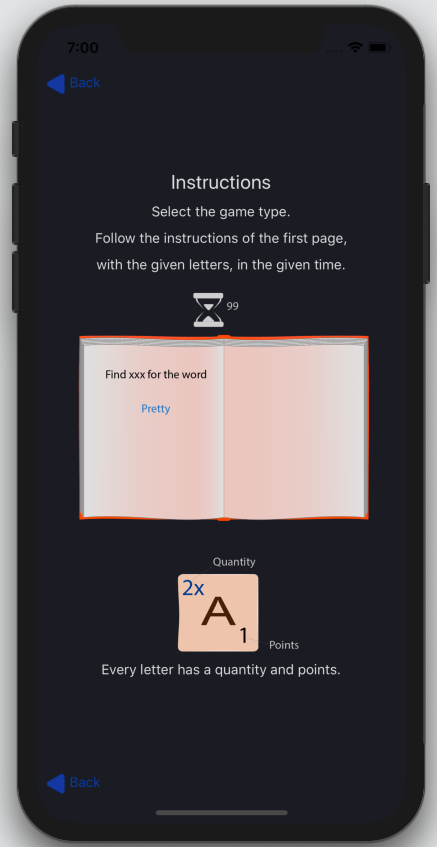 7:00
Back
Instructions
Select the game type.
Follow the instructions of the first page,
with the given letters, in the given time.
99
Find xxx for the word
Pretty
Quantity
2x
A
1
Points
Every letter has a quantity and points.
Back